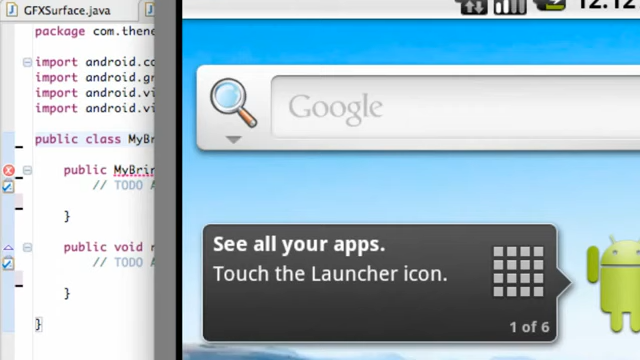 GFXSurface.java
package com.thene
import android.co
import android.gr
import android.vi
import android.vi
public class MyBr
public MyBrin
// TODO A
}
public void r
// TODO A
}
}
12:12
Google
See all your apps.
Touch the Launcher icon.
1 of 6